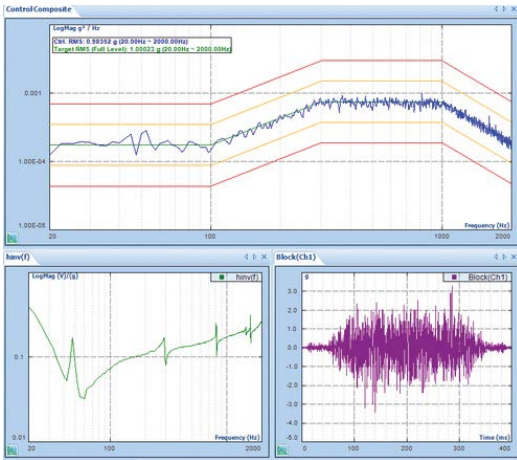 Control Composite
LogMag g² / Hz
Ctrl. RMS: 0.98352 g (20.00Hz ~ 2000.00Hz)
Target RMS (Full Level): 1.00023 g (20.00Hz ~ 2000.00Hz)
0.001
1.00E-04
1.00E-05
Frequency (Hz)
20
100
1000
2000
hinv(f)
LogMag (V)/(g)
hinv(f)
0.1
0.01
Frequency (Hz)
20
100
2000
Block(Ch1)
g
Block(Ch1)
3.0
2.0
1.0
0.0
-1.0
-2.0
-3.0
-4.0
-5.0
Time (ms)
0
100
200
300
400